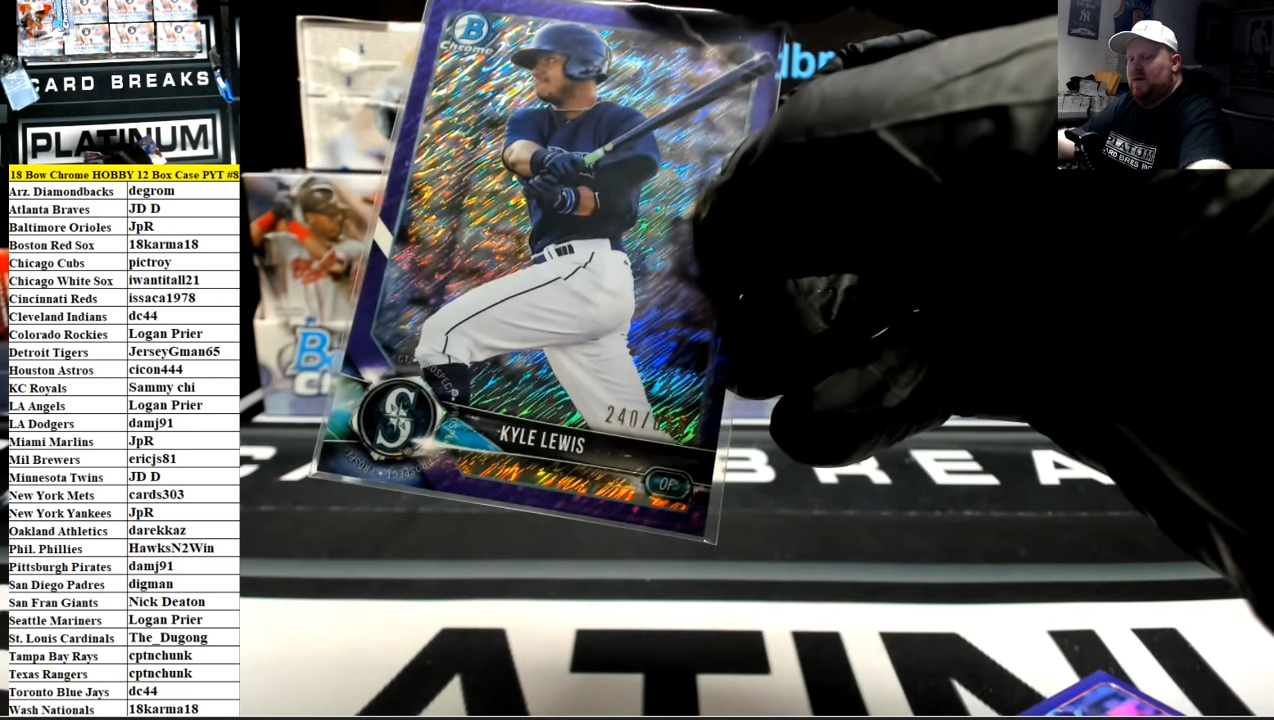 CARD BREAKS
PLATINUM
18 Bow Chrome HOBBY 12 Box Case PYT #8
Arz. Diamondbacks degrom
Atlanta Braves JD D
Baltimore Orioles JpR
Boston Red Sox 18karma18
Chicago Cubs pictroy
Chicago White Sox iwantitall21
Cincinnati Reds issaca1978
Cleveland Indians dc44
Colorado Rockies Logan Prier
Detroit Tigers JerseyGman65
Houston Astros cicon444
KC Royals Sammy chi
LA Angels Logan Prier
LA Dodgers damj91
Miami Marlins JpR
Mil Brewers ericjs81
Minnesota Twins JD D
New York Mets cards303
New York Yankees JpR
Oakland Athletics darekkaz
Phil. Phillies HawksN2Win
Pittsburgh Pirates damj91
San Diego Padres digman
San Fran Giants Nick Deaton
Seattle Mariners Logan Prier
St. Louis Cardinals The_Dugong
Tampa Bay Rays cptnchunk
Texas Rangers cptnchunk
Toronto Blue Jays dc44
Wash Nationals 18karma18
B
Chrome
dbr
240/
KYLE LEWIS
OF
S
PROSPECT
B
CA BREA
ATINU